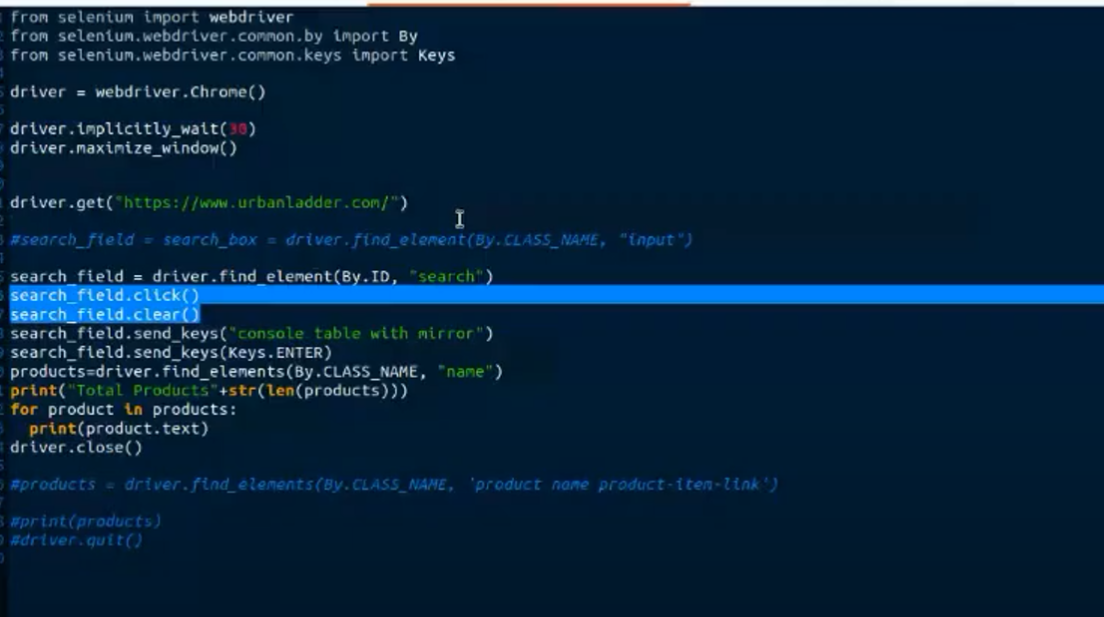 from selenium import webdriver
from selenium.webdriver.common.by import By
from selenium.webdriver.common.keys import Keys
driver = webdriver.Chrome()
driver.implicitly_wait(30)
driver.maximize_window()
driver.get("https://www.urbanladder.com/")
#search_field = search_box = driver.find_element(By.CLASS_NAME, "input")
search_field = driver.find_element(By.ID, "search")
search_field.click()
search_field.clear()
search_field.send_keys("console table with mirror")
search_field.send_keys(Keys.ENTER)
products=driver.find_elements(By.CLASS_NAME, "name")
print("Total Products"+str(len(products)))
for product in products:
  print(product.text)
driver.close()
#products = driver.find_elements(By.CLASS_NAME, 'product name product-item-link')
#print(products)
#driver.quit()